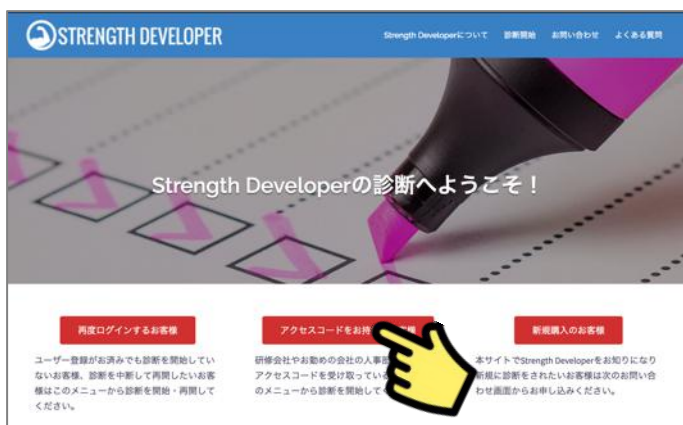 STRENGTH DEVELOPER
Strength Developerについて 診断開始 お問い合わせ よくある質問
Strength Developerの診断へようこそ!
再度ログインするお客様
ユーザー登録がお済みでも診断を開始してい
ないお客様、診断を中断して再開したいお客
様はこのメニューから診断を開始・再開して
ください。
アクセスコードをお持
研修会社やお勤めの会社の人事
アクセスコードを受け取っている
のメニューから診断を開始してく
新規購入のお客様
本サイトでStrength Developerをお知りになり
新規に診断をされたいお客様は次のお問い合
わせ画面からお申し込みください。